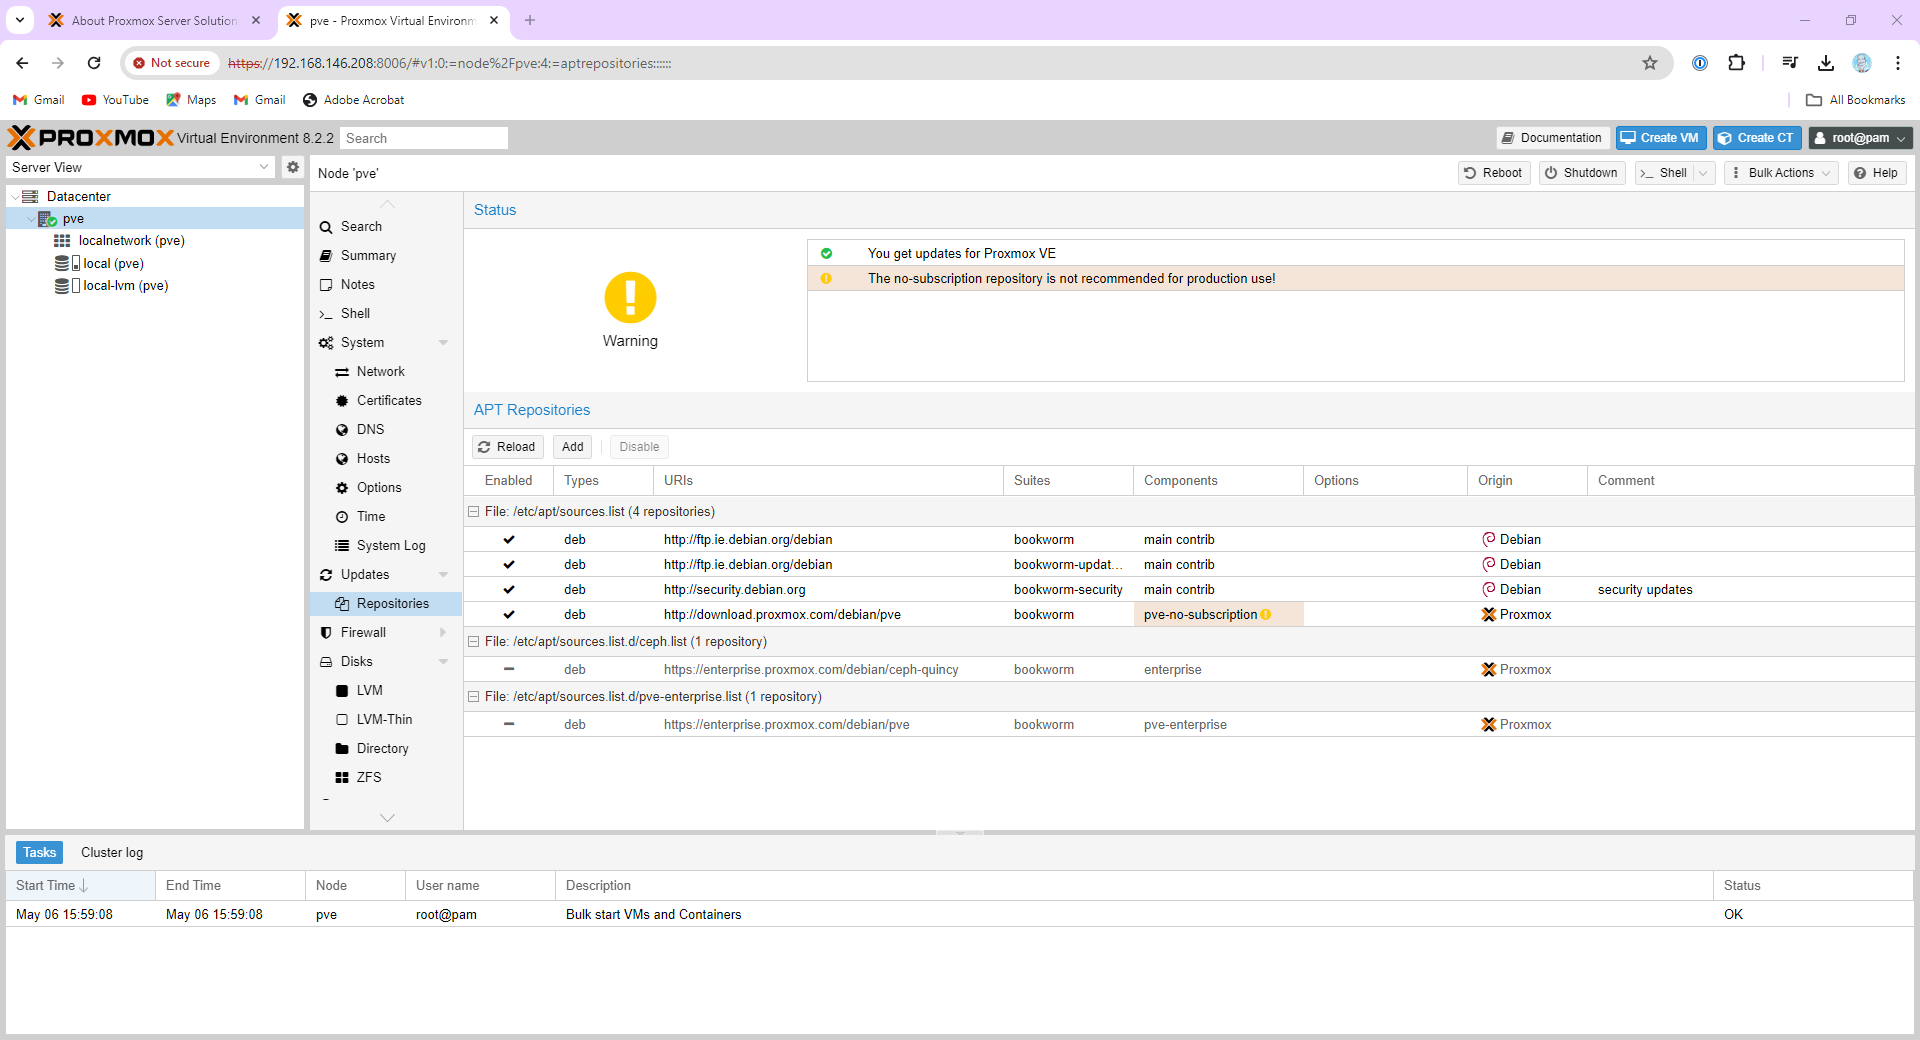 About Proxmox Server Solution
pve - Proxmox Virtual Environm
Not secure
https://192.168.146.208:8006/#v1:0:=node%2Fpve:4:=aptrepositories::::::
Gmail YouTube Maps Gmail Adobe Acrobat All Bookmarks
PROXMOX Virtual Environment 8.2.2 Search Documentation Create VM Create CT root@pam
Server View
Datacenter
pve
localnetwork (pve)
local (pve)
local-lvm (pve)
Node 'pve' Reboot Shutdown >_ Shell Bulk Actions Help
Search
Summary
Notes
>_ Shell
System
Network
Certificates
DNS
Hosts
Options
Time
System Log
Updates
Repositories
Firewall
Disks
LVM
LVM-Thin
Directory
ZFS
Status
Warning
You get updates for Proxmox VE
The no-subscription repository is not recommended for production use!
APT Repositories
Reload Add Disable
Enabled Types URIs Suites Components Options Origin Comment
File: /etc/apt/sources.list (4 repositories)
deb http://ftp.ie.debian.org/debian bookworm main contrib Debian
deb http://ftp.ie.debian.org/debian bookworm-updat... main contrib Debian
deb http://security.debian.org bookworm-security main contrib Debian security updates
deb http://download.proxmox.com/debian/pve bookworm pve-no-subscription Proxmox
File: /etc/apt/sources.list.d/ceph.list (1 repository)
deb https://enterprise.proxmox.com/debian/ceph-quincy bookworm enterprise Proxmox
File: /etc/apt/sources.list.d/pve-enterprise.list (1 repository)
deb https://enterprise.proxmox.com/debian/pve bookworm pve-enterprise Proxmox
Tasks Cluster log
Start Time End Time Node User name Description Status
May 06 15:59:08 May 06 15:59:08 pve root@pam Bulk start VMs and Containers OK